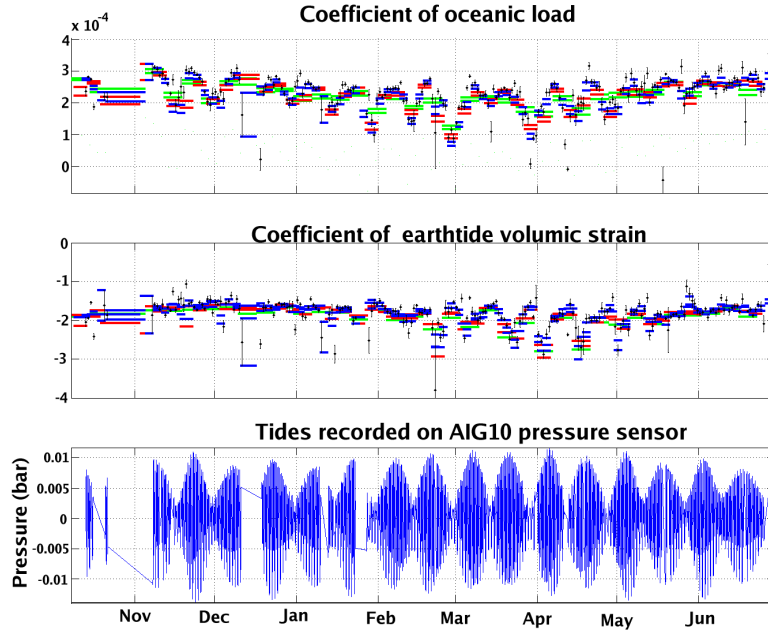 Coefficient of oceanic load
4 x 10⁻⁴
3
2
1
0
Coefficient of earthtide volumic strain
0
-1
-2
-3
-4
Tides recorded on AIG10 pressure sensor
Pressure (bar)
0.01
0.005
0
-0.005
-0.01
Nov Dec Jan Feb Mar Apr May Jun